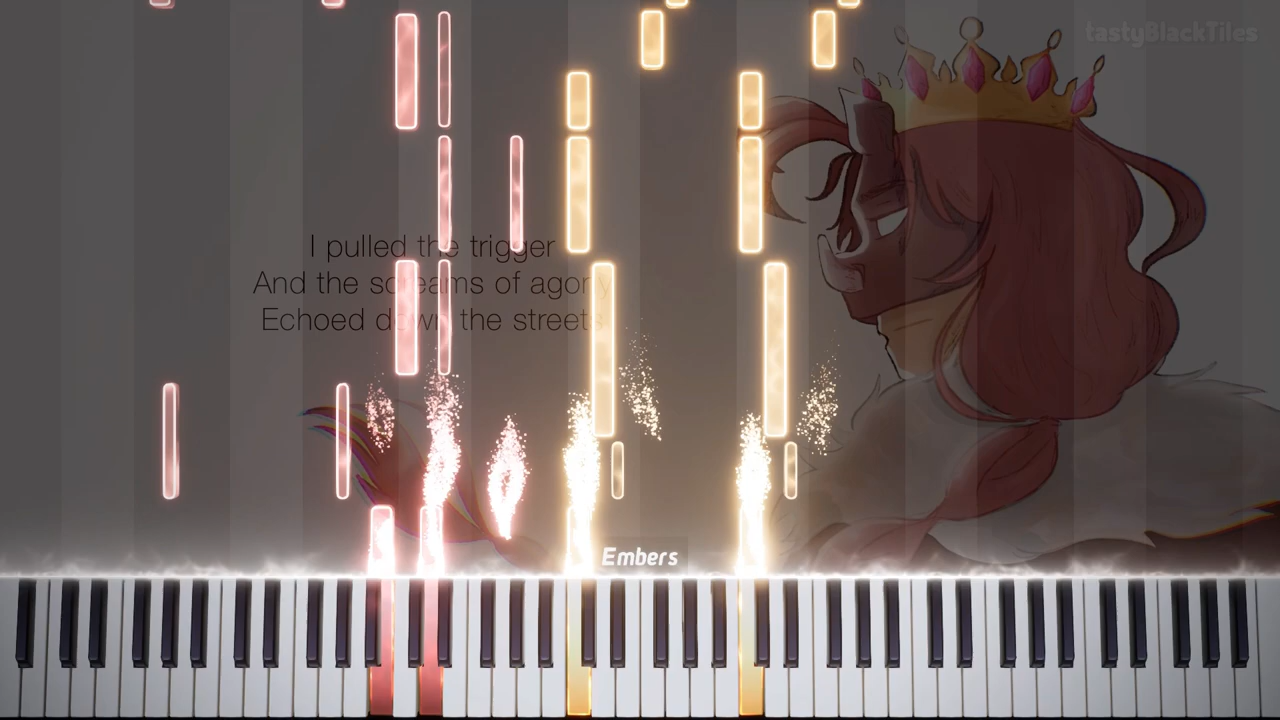 tastyBlackTiles
I pulled the trigger
And the screams of agony
Echoed down the streets
Embers